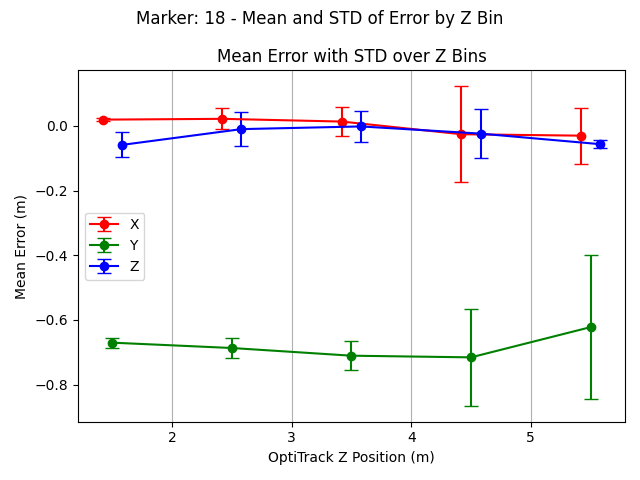 Marker: 18 - Mean and STD of Error by Z Bin
Mean Error with STD over Z Bins
Mean Error (m)
0.0
−0.2
−0.4
−0.6
−0.8
X
Y
Z
2 3 4 5
OptiTrack Z Position (m)